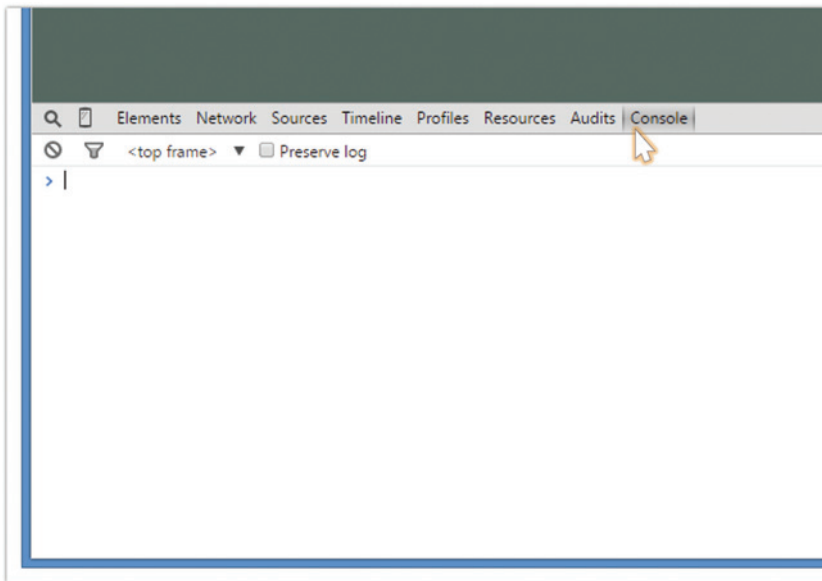 Elements Network Sources Timeline Profiles Resources Audits Console
<top frame> ▼ Preserve log
>